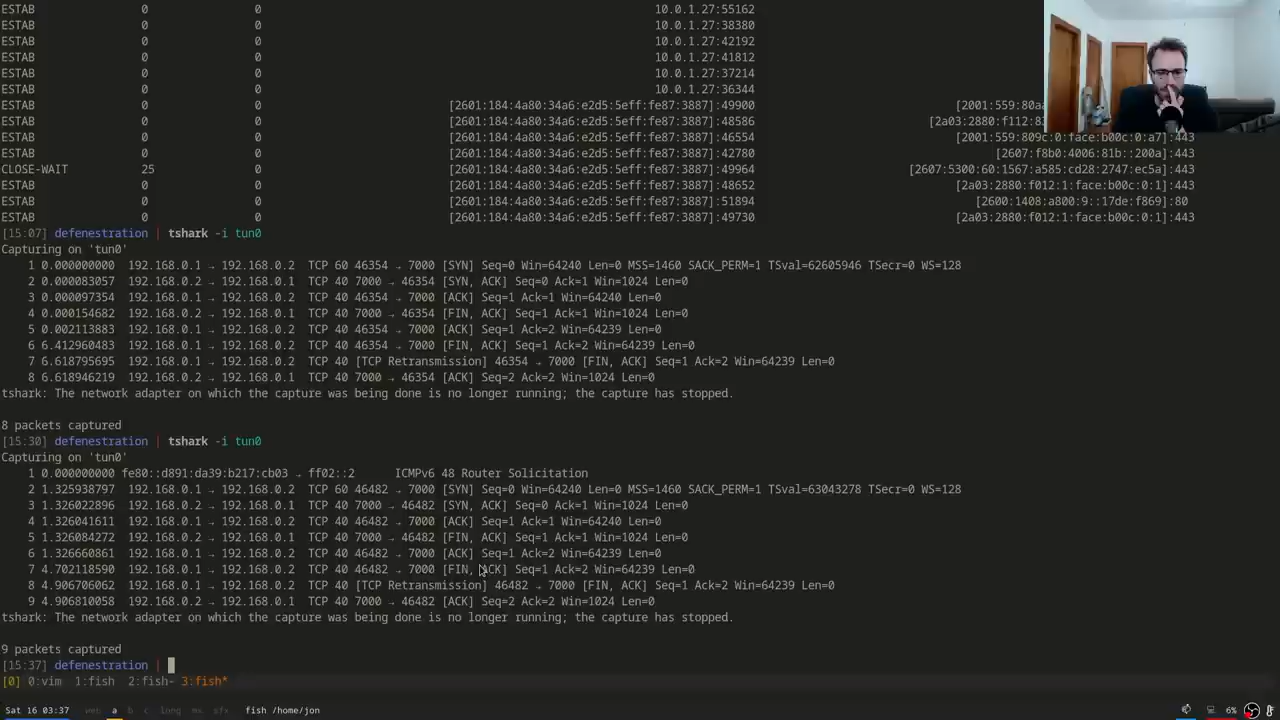 ESTAB 0 0 10.0.1.27:55162
ESTAB 0 0 10.0.1.27:38380
ESTAB 0 0 10.0.1.27:42192
ESTAB 0 0 10.0.1.27:41812
ESTAB 0 0 10.0.1.27:37214
ESTAB 0 0 10.0.1.27:36344
ESTAB 0 0 [2601:184:4a80:34a6:e2d5:5eff:fe87:3887]:49900 [2001:559:80a
ESTAB 0 0 [2601:184:4a80:34a6:e2d5:5eff:fe87:3887]:48586 [2a03:2880:f112:8
ESTAB 0 0 [2601:184:4a80:34a6:e2d5:5eff:fe87:3887]:46554 [2001:559:809c:0:face:b00c:0:a7]:443
ESTAB 0 0 [2601:184:4a80:34a6:e2d5:5eff:fe87:3887]:42780 [2607:f8b0:4006:81b::200a]:443
CLOSE-WAIT 25 0 [2601:184:4a80:34a6:e2d5:5eff:fe87:3887]:49964 [2607:5300:60:1567:a585:cd28:2747:ec5a]:443
ESTAB 0 0 [2601:184:4a80:34a6:e2d5:5eff:fe87:3887]:48652 [2a03:2880:f012:1:face:b00c:0:1]:443
ESTAB 0 0 [2601:184:4a80:34a6:e2d5:5eff:fe87:3887]:51894 [2600:1408:a800:9::17de:f869]:80
ESTAB 0 0 [2601:184:4a80:34a6:e2d5:5eff:fe87:3887]:49730 [2a03:2880:f012:1:face:b00c:0:1]:443
[15:07] defenestration | tshark -i tun0
Capturing on 'tun0'
1 0.000000000 192.168.0.1 → 192.168.0.2 TCP 60 46354 → 7000 [SYN] Seq=0 Win=64240 Len=0 MSS=1460 SACK_PERM=1 TSval=62605946 TSecr=0 WS=128
2 0.000083057 192.168.0.2 → 192.168.0.1 TCP 40 7000 → 46354 [SYN, ACK] Seq=0 Ack=1 Win=1024 Len=0
3 0.000097354 192.168.0.1 → 192.168.0.2 TCP 40 46354 → 7000 [ACK] Seq=1 Ack=1 Win=64240 Len=0
4 0.000154682 192.168.0.2 → 192.168.0.1 TCP 40 7000 → 46354 [FIN, ACK] Seq=1 Ack=1 Win=1024 Len=0
5 0.002113883 192.168.0.1 → 192.168.0.2 TCP 40 46354 → 7000 [ACK] Seq=1 Ack=2 Win=64239 Len=0
6 6.412960483 192.168.0.1 → 192.168.0.2 TCP 40 46354 → 7000 [FIN, ACK] Seq=1 Ack=2 Win=64239 Len=0
7 6.618795695 192.168.0.1 → 192.168.0.2 TCP 40 [TCP Retransmission] 46354 → 7000 [FIN, ACK] Seq=1 Ack=2 Win=64239 Len=0
8 6.618946219 192.168.0.2 → 192.168.0.1 TCP 40 7000 → 46354 [ACK] Seq=2 Ack=2 Win=1024 Len=0
tshark: The network adapter on which the capture was being done is no longer running; the capture has stopped.
8 packets captured
[15:30] defenestration | tshark -i tun0
Capturing on 'tun0'
1 0.000000000 fe80::d891:da39:b217:cb03 → ff02::2 ICMPv6 48 Router Solicitation
2 1.325938797 192.168.0.1 → 192.168.0.2 TCP 60 46482 → 7000 [SYN] Seq=0 Win=64240 Len=0 MSS=1460 SACK_PERM=1 TSval=63043278 TSecr=0 WS=128
3 1.326022896 192.168.0.2 → 192.168.0.1 TCP 40 7000 → 46482 [SYN, ACK] Seq=0 Ack=1 Win=1024 Len=0
4 1.326041611 192.168.0.1 → 192.168.0.2 TCP 40 46482 → 7000 [ACK] Seq=1 Ack=1 Win=64240 Len=0
5 1.326084272 192.168.0.2 → 192.168.0.1 TCP 40 7000 → 46482 [FIN, ACK] Seq=1 Ack=1 Win=1024 Len=0
6 1.326660861 192.168.0.1 → 192.168.0.2 TCP 40 46482 → 7000 [ACK] Seq=1 Ack=2 Win=64239 Len=0
7 4.702118590 192.168.0.1 → 192.168.0.2 TCP 40 46482 → 7000 [FIN, ACK] Seq=1 Ack=2 Win=64239 Len=0
8 4.906706062 192.168.0.1 → 192.168.0.2 TCP 40 [TCP Retransmission] 46482 → 7000 [FIN, ACK] Seq=1 Ack=2 Win=64239 Len=0
9 4.906810058 192.168.0.2 → 192.168.0.1 TCP 40 7000 → 46482 [ACK] Seq=2 Ack=2 Win=1024 Len=0
tshark: The network adapter on which the capture was being done is no longer running; the capture has stopped.
9 packets captured
[15:37] defenestration |
[0] 0:vim 1:fish 2:fish- 3:fish*
Sat 16 03:37 web a b c lung mx sfx fish /home/jon 6%